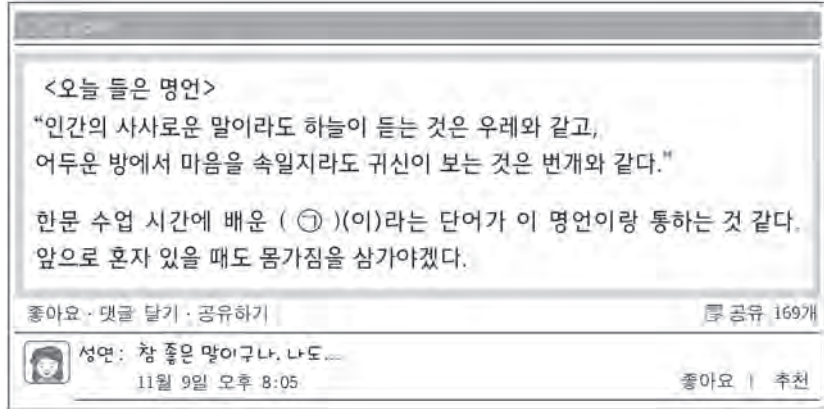 <오늘 들은 명언>
“인간의 사사로운 말이라도 하늘이 듣는 것은 우레와 같고,
어두운 방에서 마음을 속일지라도 귀신이 보는 것은 번개와 같다.”
한문 수업 시간에 배운 ( ㉠ )(이)라는 단어가 이 명언이랑 통하는 것 같다.
앞으로 혼자 있을 때도 몸가짐을 삼가야겠다.
좋아요 · 댓글 달기 · 공유하기 공유 169개
성연 : 참 좋은 말이구나. 나도....
11월 9일 오후 8:05 좋아요 | 추천